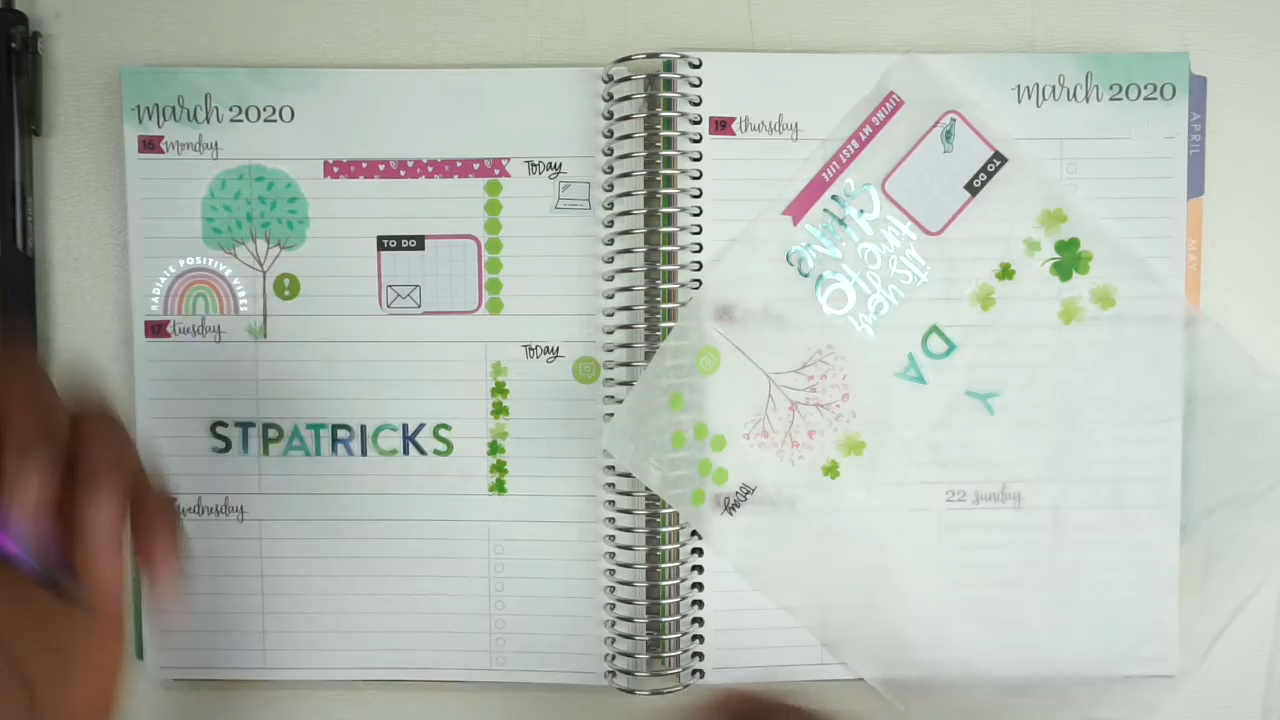 march 2020
16 monday
TODAY
TO DO
RADIATE POSITIVE VIBES
17 tuesday
TODAY
STPATRICKS
wednesday
march 2020
19 thursday
LIVING MY BEST LIFE
TO DO
it's your
time to
SHINE
D
A
Y
TODAY
22 sunday
APRIL
MAY